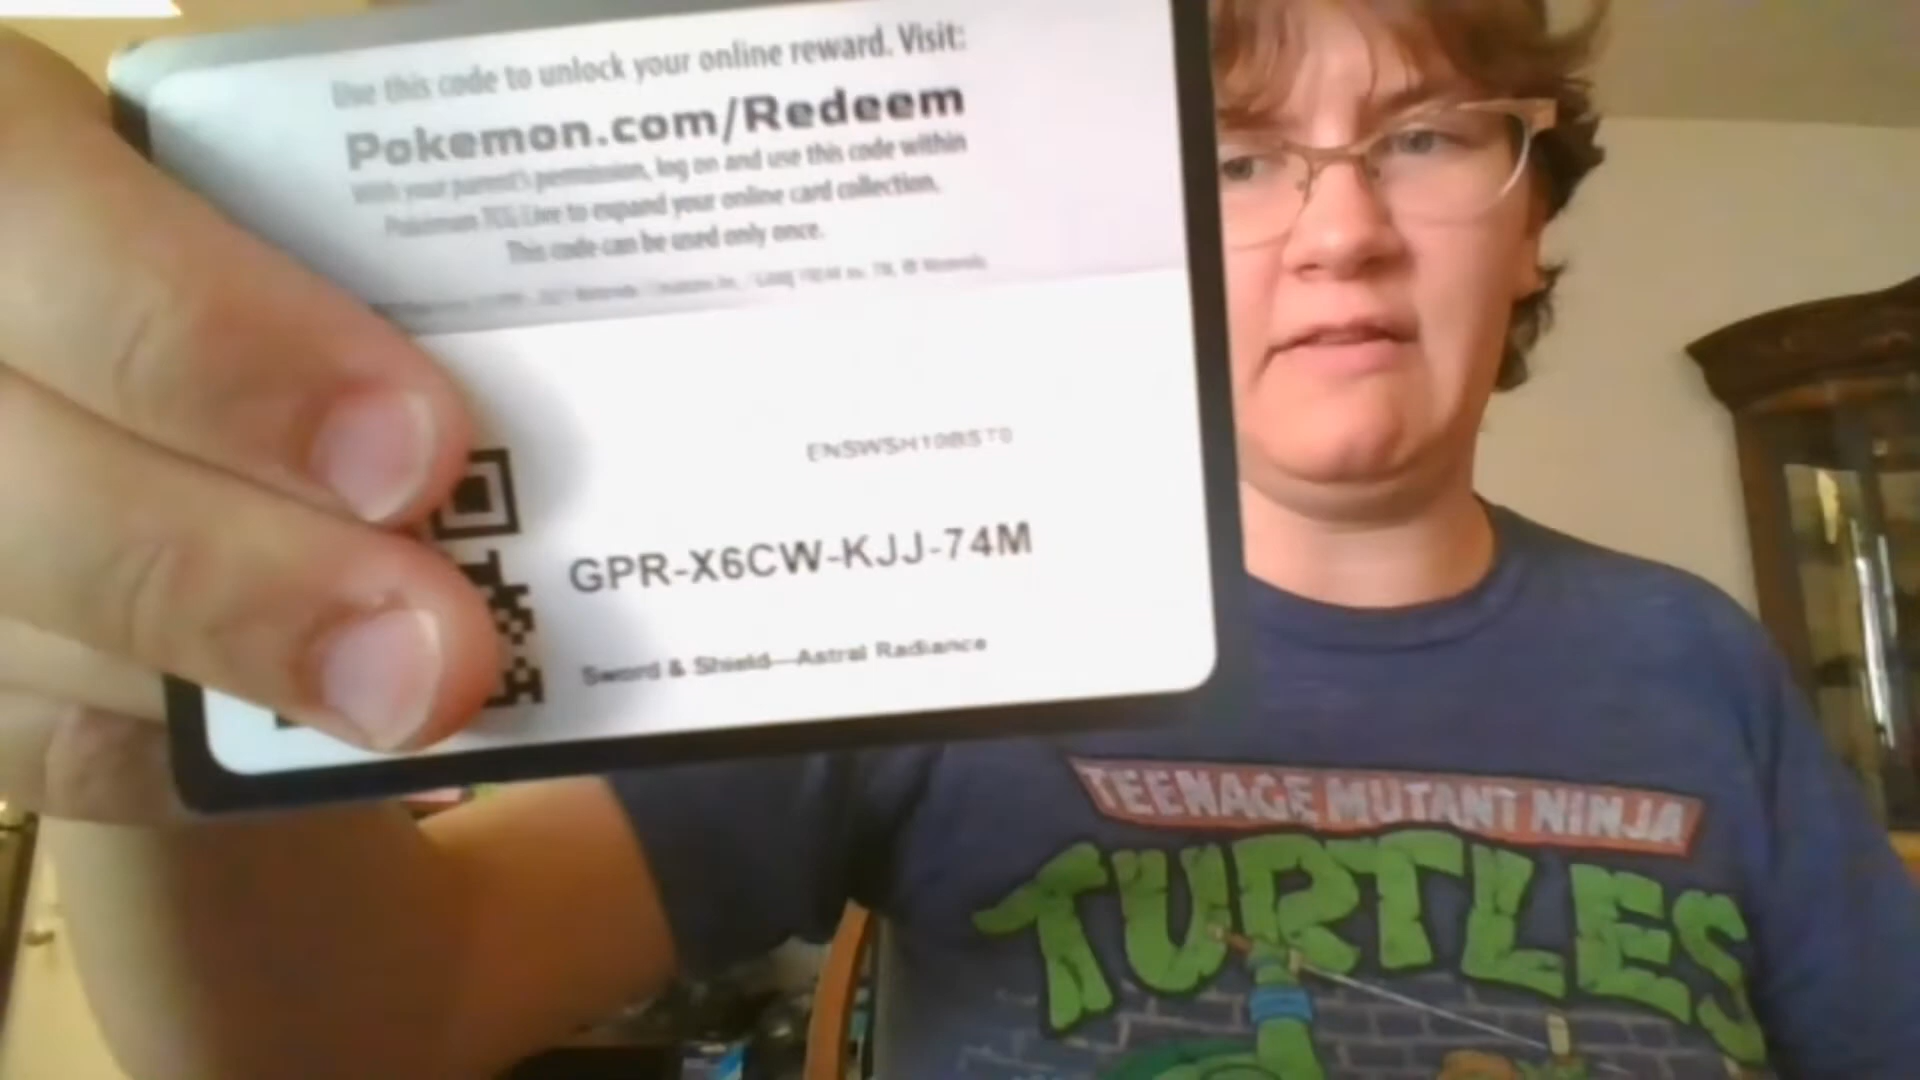 Use this code to unlock your online reward. Visit:
Pokemon.com/Redeem
With your parent's permission, log on and use this code within
Pokémon TCG Live to expand your online card collection.
This code can be used only once.
ENSWSH10BST0
GPR-X6CW-KJJ-74M
Sword & Shield—Astral Radiance
TEENAGE MUTANT NINJA
TURTLES